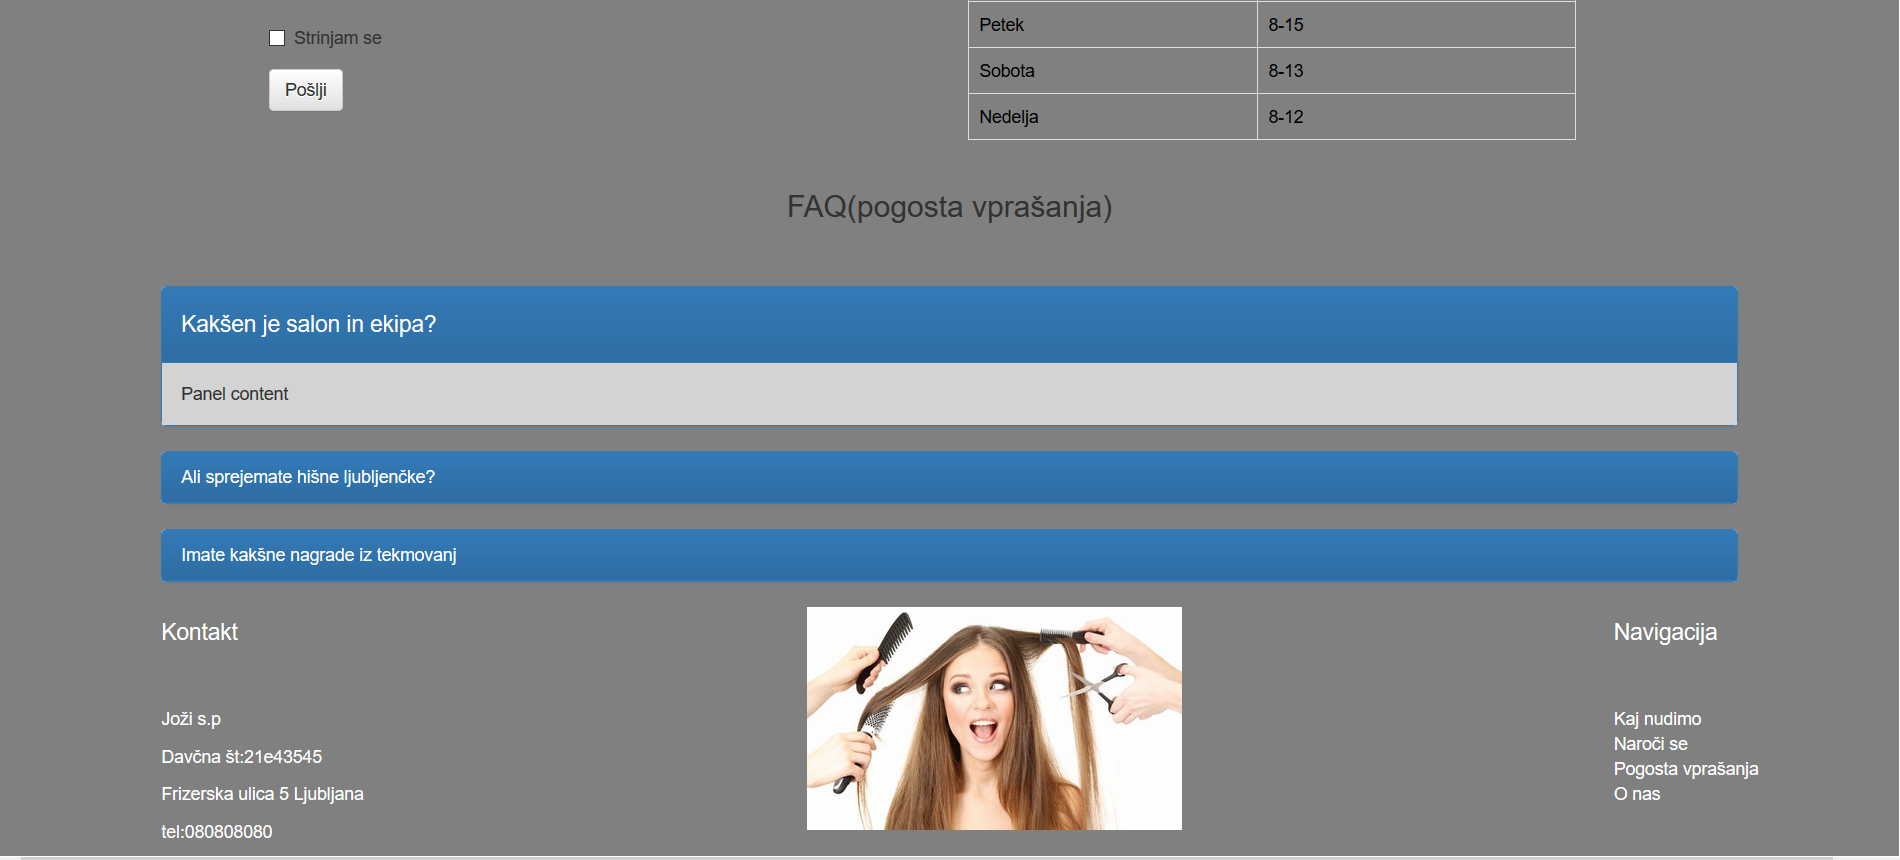 Strinjam se
Pošlji
Petek 8-15
Sobota 8-13
Nedelja 8-12
FAQ(pogosta vprašanja)
Kakšen je salon in ekipa?
Panel content
Ali sprejemate hišne ljubljenčke?
Imate kakšne nagrade iz tekmovanj
Kontakt
Joži s.p
Davčna št:21e43545
Frizerska ulica 5 Ljubljana
tel:080808080
Navigacija
Kaj nudimo
Naroči se
Pogosta vprašanja
O nas